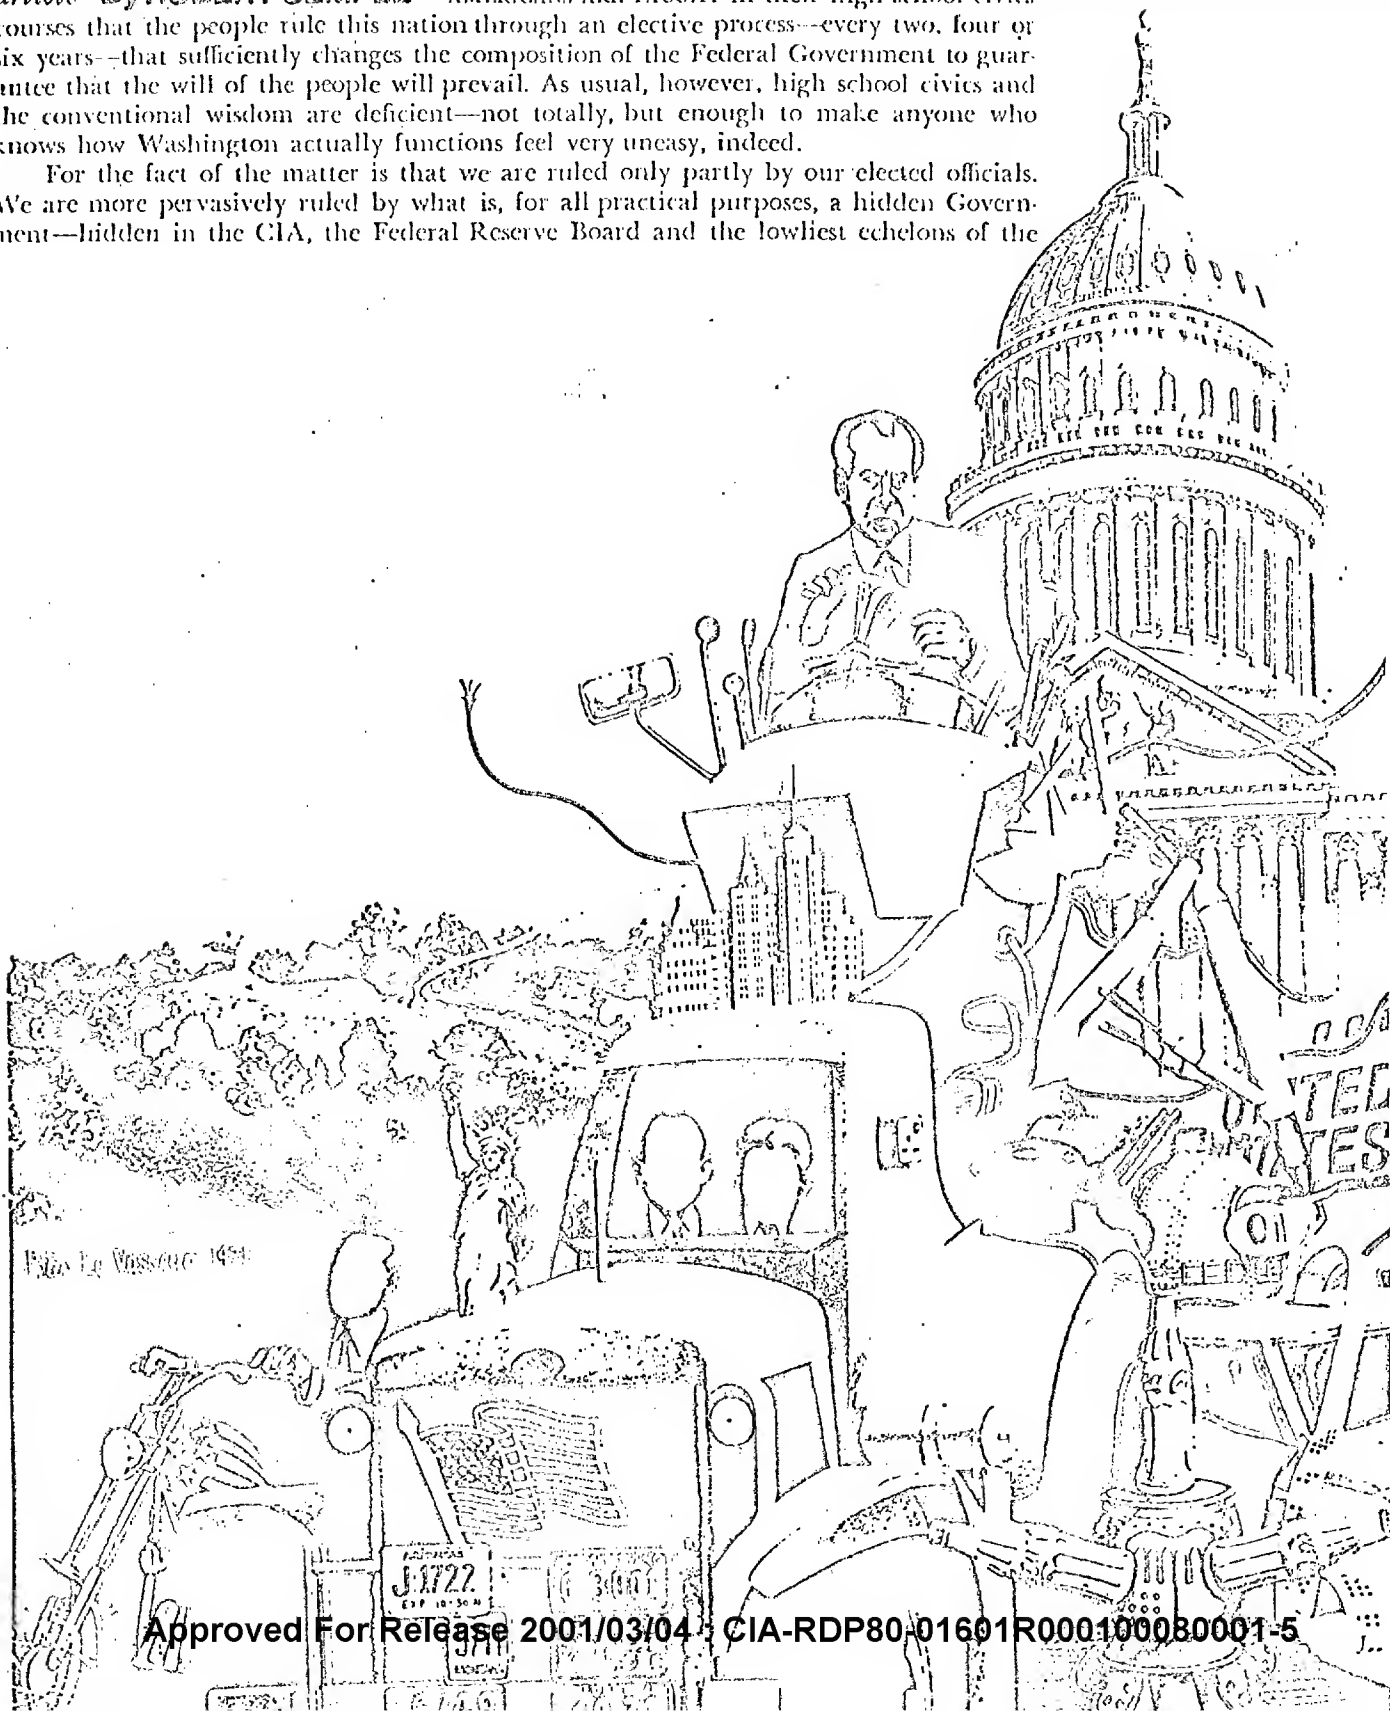 courses that the people rule this nation through an elective process--every two, four or
six years--that sufficiently changes the composition of the Federal Government to guar-
antee that the will of the people will prevail. As usual, however, high school civics and
the conventional wisdom are deficient—not totally, but enough to make anyone who
knows how Washington actually functions feel very uneasy, indeed.
For the fact of the matter is that we are ruled only partly by our elected officials.
We are more pervasively ruled by what is, for all practical purposes, a hidden Govern-
ment—hidden in the CIA, the Federal Reserve Board and the lowliest echelons of the
TED
ATES
J-1722
Approved For Release 2001/03/04 : CIA-RDP80-01601R000100080001-5